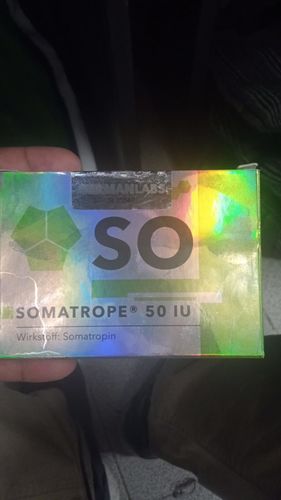 SO
SOMATROPE® 50 IU
Wirkstoff: Somatropin